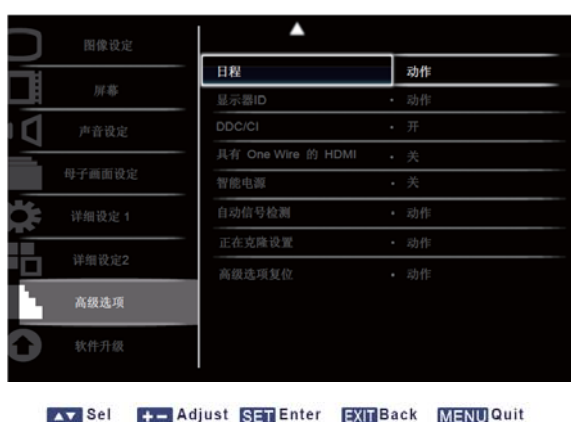 图像设定
屏幕
声音设定
母子画面设定
详细设定 1
详细设定2
高级选项
软件升级
日程 动作
显示器ID · 动作
DDC/CI · 开
具有 One Wire 的 HDMI · 关
智能电源 · 关
自动信号检测 · 动作
正在克隆设置 · 动作
高级选项复位 · 动作
▲▼ Sel + − Adjust SET Enter EXIT Back MENU Quit